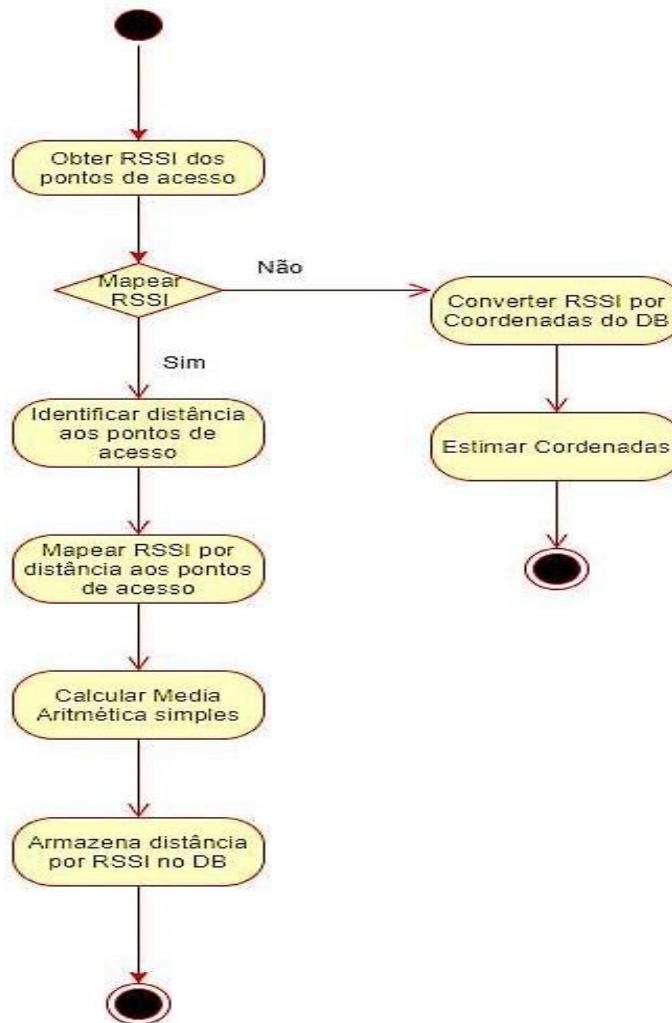 Obter RSSI dos
pontos de acesso
Mapear
RSSI
Não
Converter RSSI por
Coordenadas do DB
Sim
Identificar distância
aos pontos de
acesso
Estimar Cordenadas
Mapear RSSI por
distância aos pontos
de acesso
Calcular Media
Aritmética simples
Armazena distância
por RSSI no DB